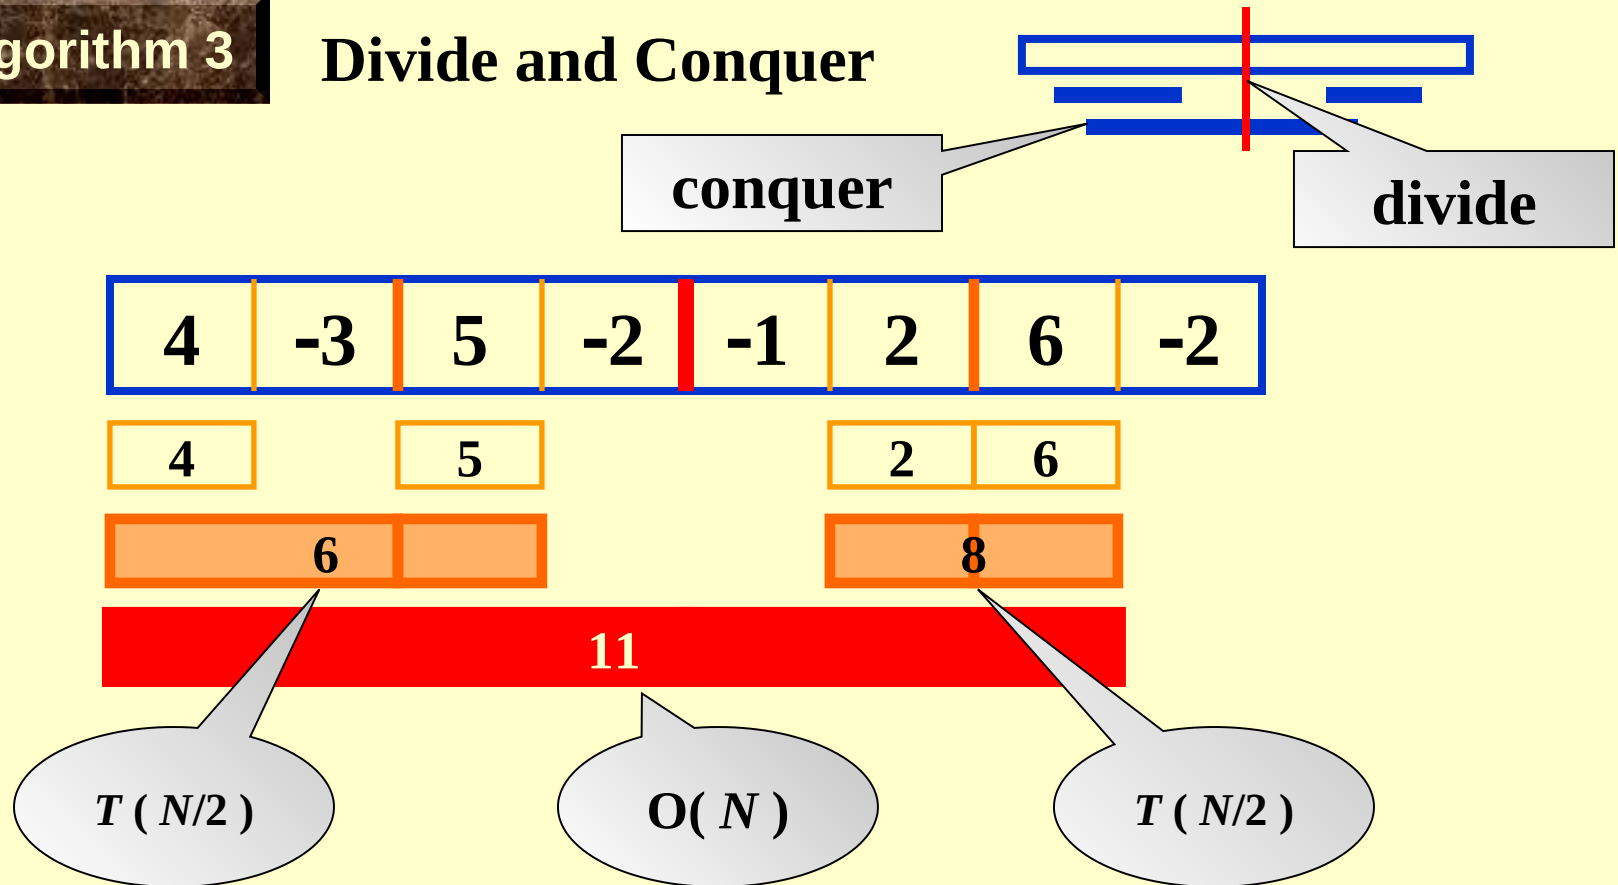 gorithm 3
Divide and Conquer
conquer
divide
4 -3 5 -2 -1 2 6 -2
4 5 2 6
6 8
11
T ( N/2 ) O( N ) T ( N/2 )